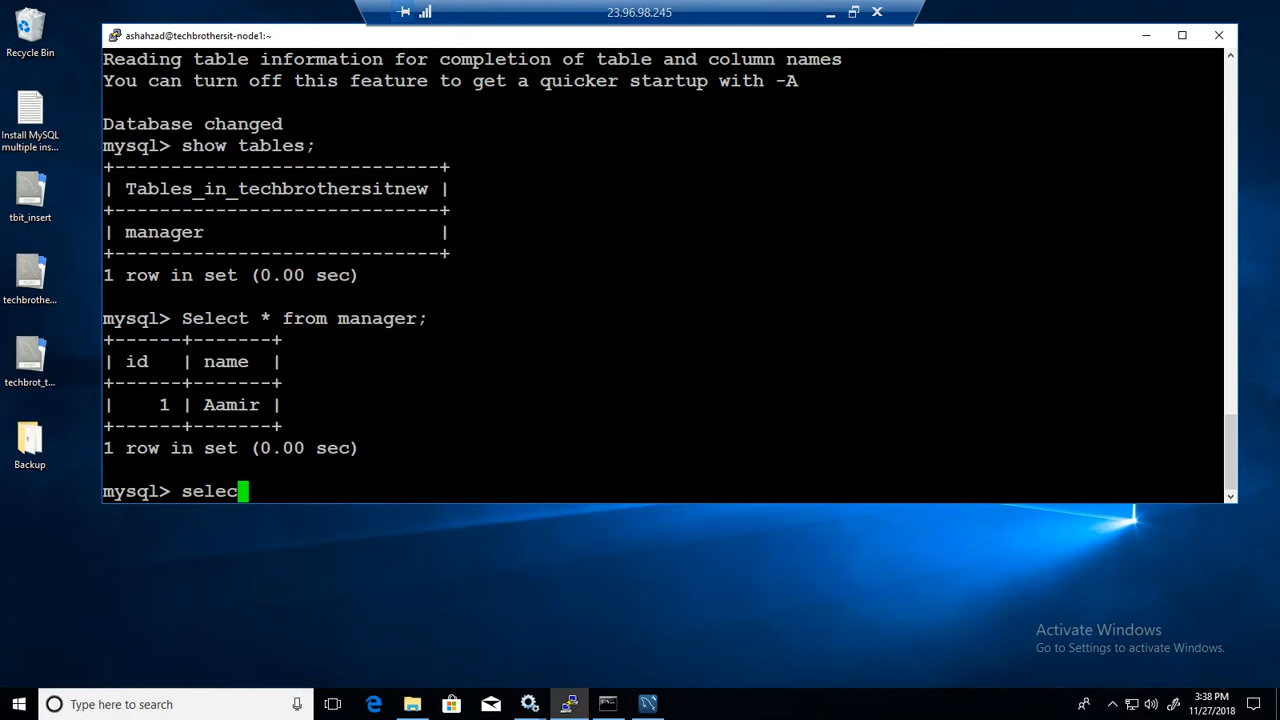 23.96.98.245
Recycle Bin
ashahzad@techbrothersit-node1:~
Reading table information for completion of table and column names
You can turn off this feature to get a quicker startup with -A
Database changed
mysql> show tables;
+-----------------------------+
| Tables_in_techbrothersitnew |
+-----------------------------+
| manager |
+-----------------------------+
1 row in set (0.00 sec)
mysql> Select * from manager;
+------+-------+
| id | name |
+------+-------+
| 1 | Aamir |
+------+-------+
1 row in set (0.00 sec)
mysql> selec
Install MySQL
multiple ins...
tbit_insert
techbrothe...
techbrot_t...
Backup
Activate Windows
Go to Settings to activate Windows.
Type here to search
3:38 PM
11/27/2018